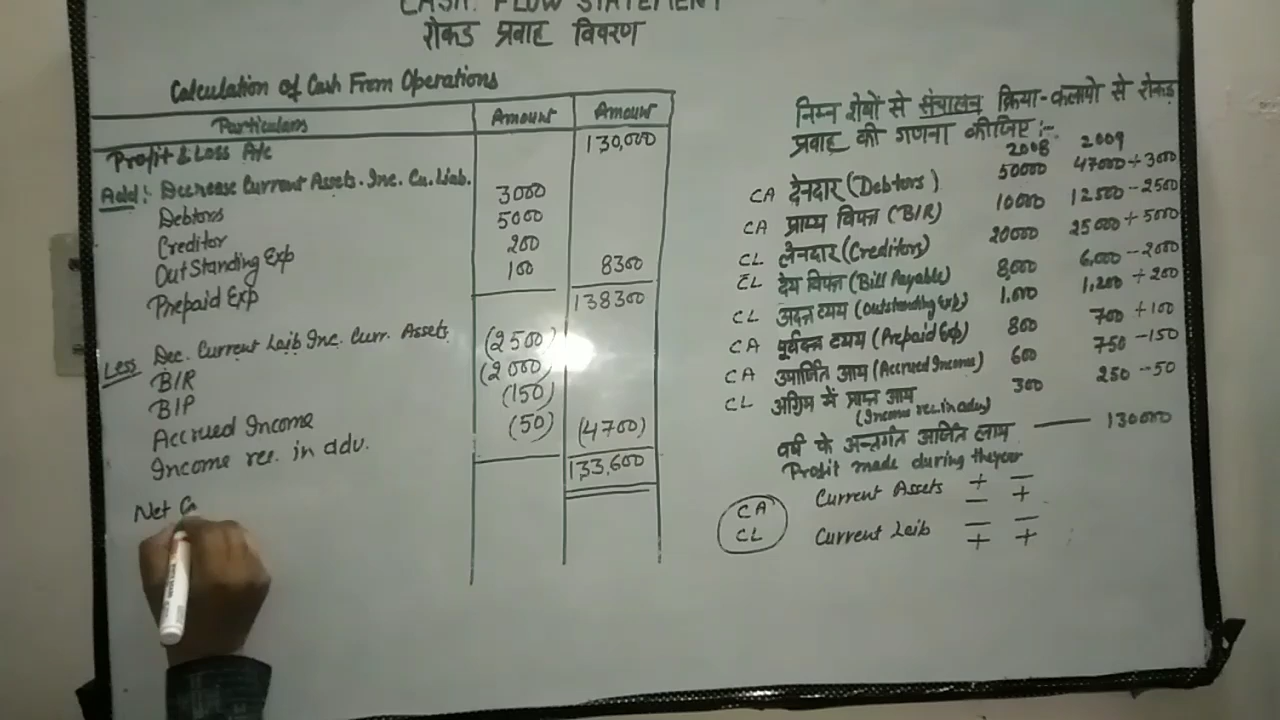 CASH FLOW STATEMENT
रोकड प्रवाह विवरण
Calculation of Cash From Operations
Particulars Amount Amount
Profit & Loss A/c 130,000
Add:- Decrease Current Assets. Inc. Cu. Liab.
Debtors 3000
Creditor 5000
OutStanding Exp 200
Prepaid Exp 100 8300
138300
Less Dec. Current Laib Inc. Curr. Assets
B/R (2500)
B/P (2000)
Accrued Income (150)
Income rec. in adv. (50) (4700)
133,600
Net C
निम्न शेषों से संचालन क्रिया-कलापो से रोकड
प्रवाह की गणना कीजिए :-
2008 2009
CA देनदार (Debtors) 50000 47000 + 3000
CA प्राप्य विपत्र (B/R) 10000 12500 - 2500
CL लेनदार (Creditors) 20000 25000 + 5000
CL देय विपत्र (Bill Payable) 8,000 6,000 - 2000
CL अदत्त व्यय (Outstanding Exp) 1,000 1,200 + 200
CA पूर्वदत्त व्यय (Prepaid Exp) 800 700 + 100
CA उपार्जित आय (Accrued Income) 600 750 - 150
CL अग्रिम में प्राप्त आय 300 250 - 50
(Income rec. in adv)
वर्ष के अन्तर्गत अर्जित लाभ — 130000
Profit made during the year
CA Current Assets + −
− +
CL Current Laib − −
+ +